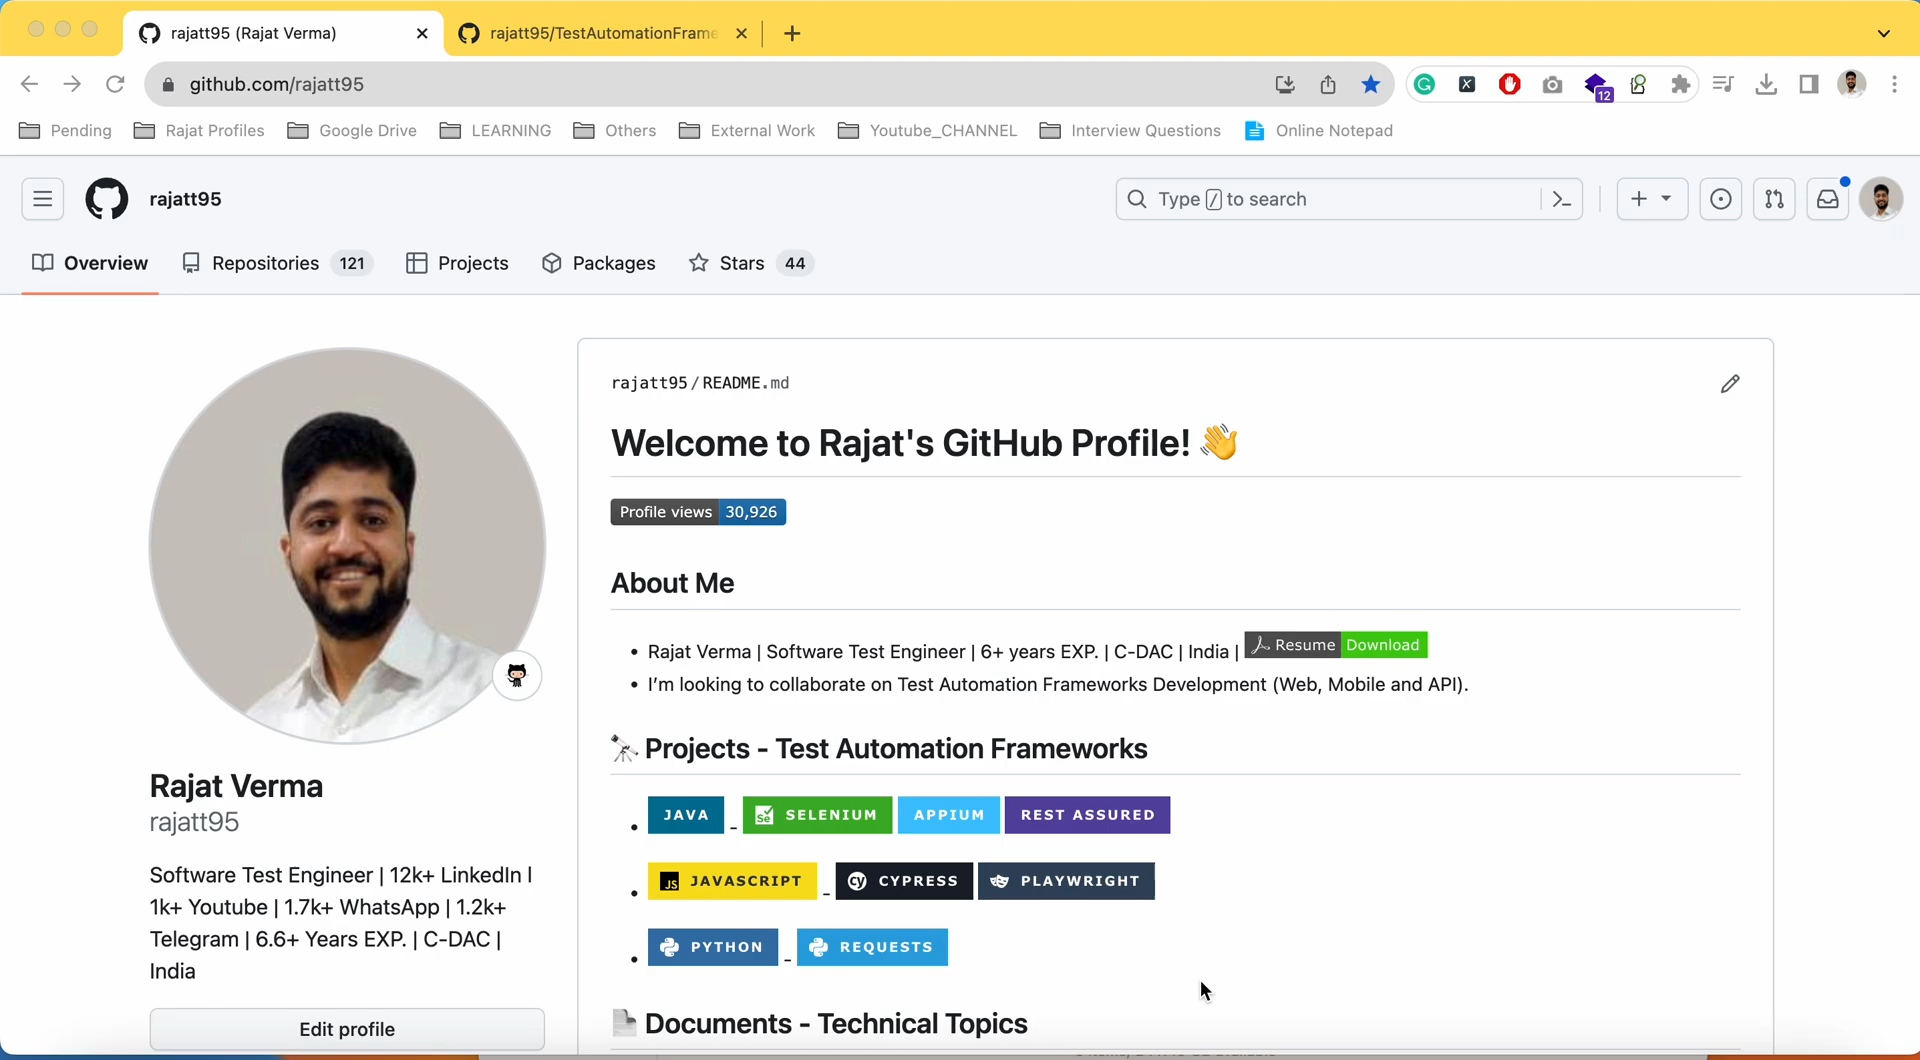 rajatt95 (Rajat Verma)
rajatt95/TestAutomationFrame
github.com/rajatt95
12
Pending
Rajat Profiles
Google Drive
LEARNING
Others
External Work
Youtube_CHANNEL
Interview Questions
Online Notepad
rajatt95
Type / to search
Overview
Repositories 121
Projects
Packages
Stars 44
rajatt95/README.md
Welcome to Rajat's GitHub Profile! 👋
Profile views 30,926
About Me
• Rajat Verma | Software Test Engineer | 6+ years EXP. | C-DAC | India | Resume Download
• I'm looking to collaborate on Test Automation Frameworks Development (Web, Mobile and API).
🔭 Projects - Test Automation Frameworks
• JAVA - SELENIUM APPIUM REST ASSURED
• JS JAVASCRIPT - cy CYPRESS PLAYWRIGHT
• PYTHON - REQUESTS
Documents - Technical Topics
Rajat Verma
rajatt95
Software Test Engineer | 12k+ LinkedIn l
1k+ Youtube | 1.7k+ WhatsApp | 1.2k+
Telegram | 6.6+ Years EXP. | C-DAC |
India
Edit profile